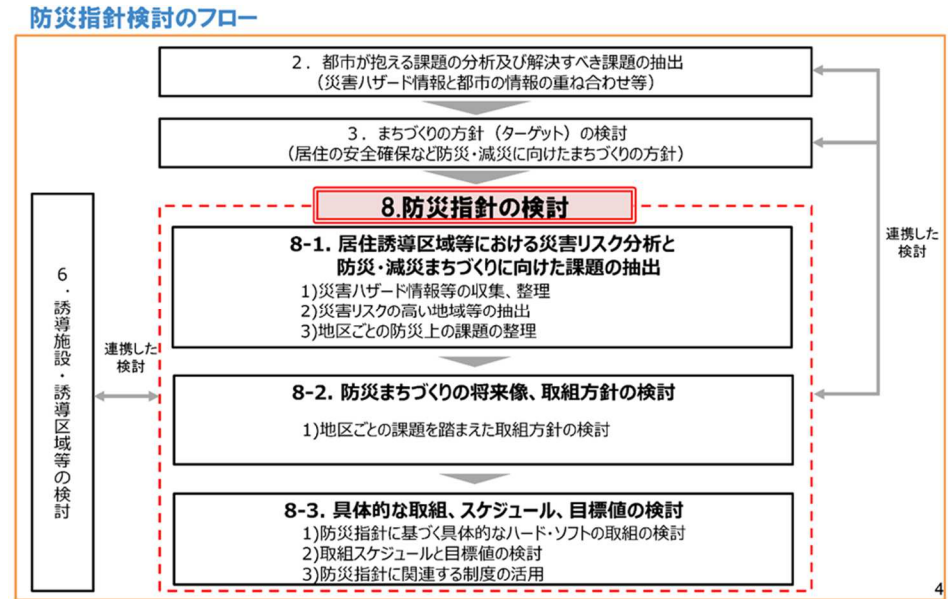 防災指針検討のフロー
2．都市が抱える課題の分析及び解決すべき課題の抽出
（災害ハザード情報と都市の情報の重ね合わせ等）
3．まちづくりの方針（ターゲット）の検討
（居住の安全確保など防災・減災に向けたまちづくりの方針）
8.防災指針の検討
8-1. 居住誘導区域等における災害リスク分析と
防災・減災まちづくりに向けた課題の抽出
1)災害ハザード情報等の収集、整理
2)災害リスクの高い地域等の抽出
3)地区ごとの防災上の課題の整理
8-2. 防災まちづくりの将来像、取組方針の検討
1)地区ごとの課題を踏まえた取組方針の検討
8-3. 具体的な取組、スケジュール、目標値の検討
1)防災指針に基づく具体的なハード・ソフトの取組の検討
2)取組スケジュールと目標値の検討
3)防災指針に関連する制度の活用
6．誘導施設・誘導区域等の検討
連携した
検討
連携した
検討
4